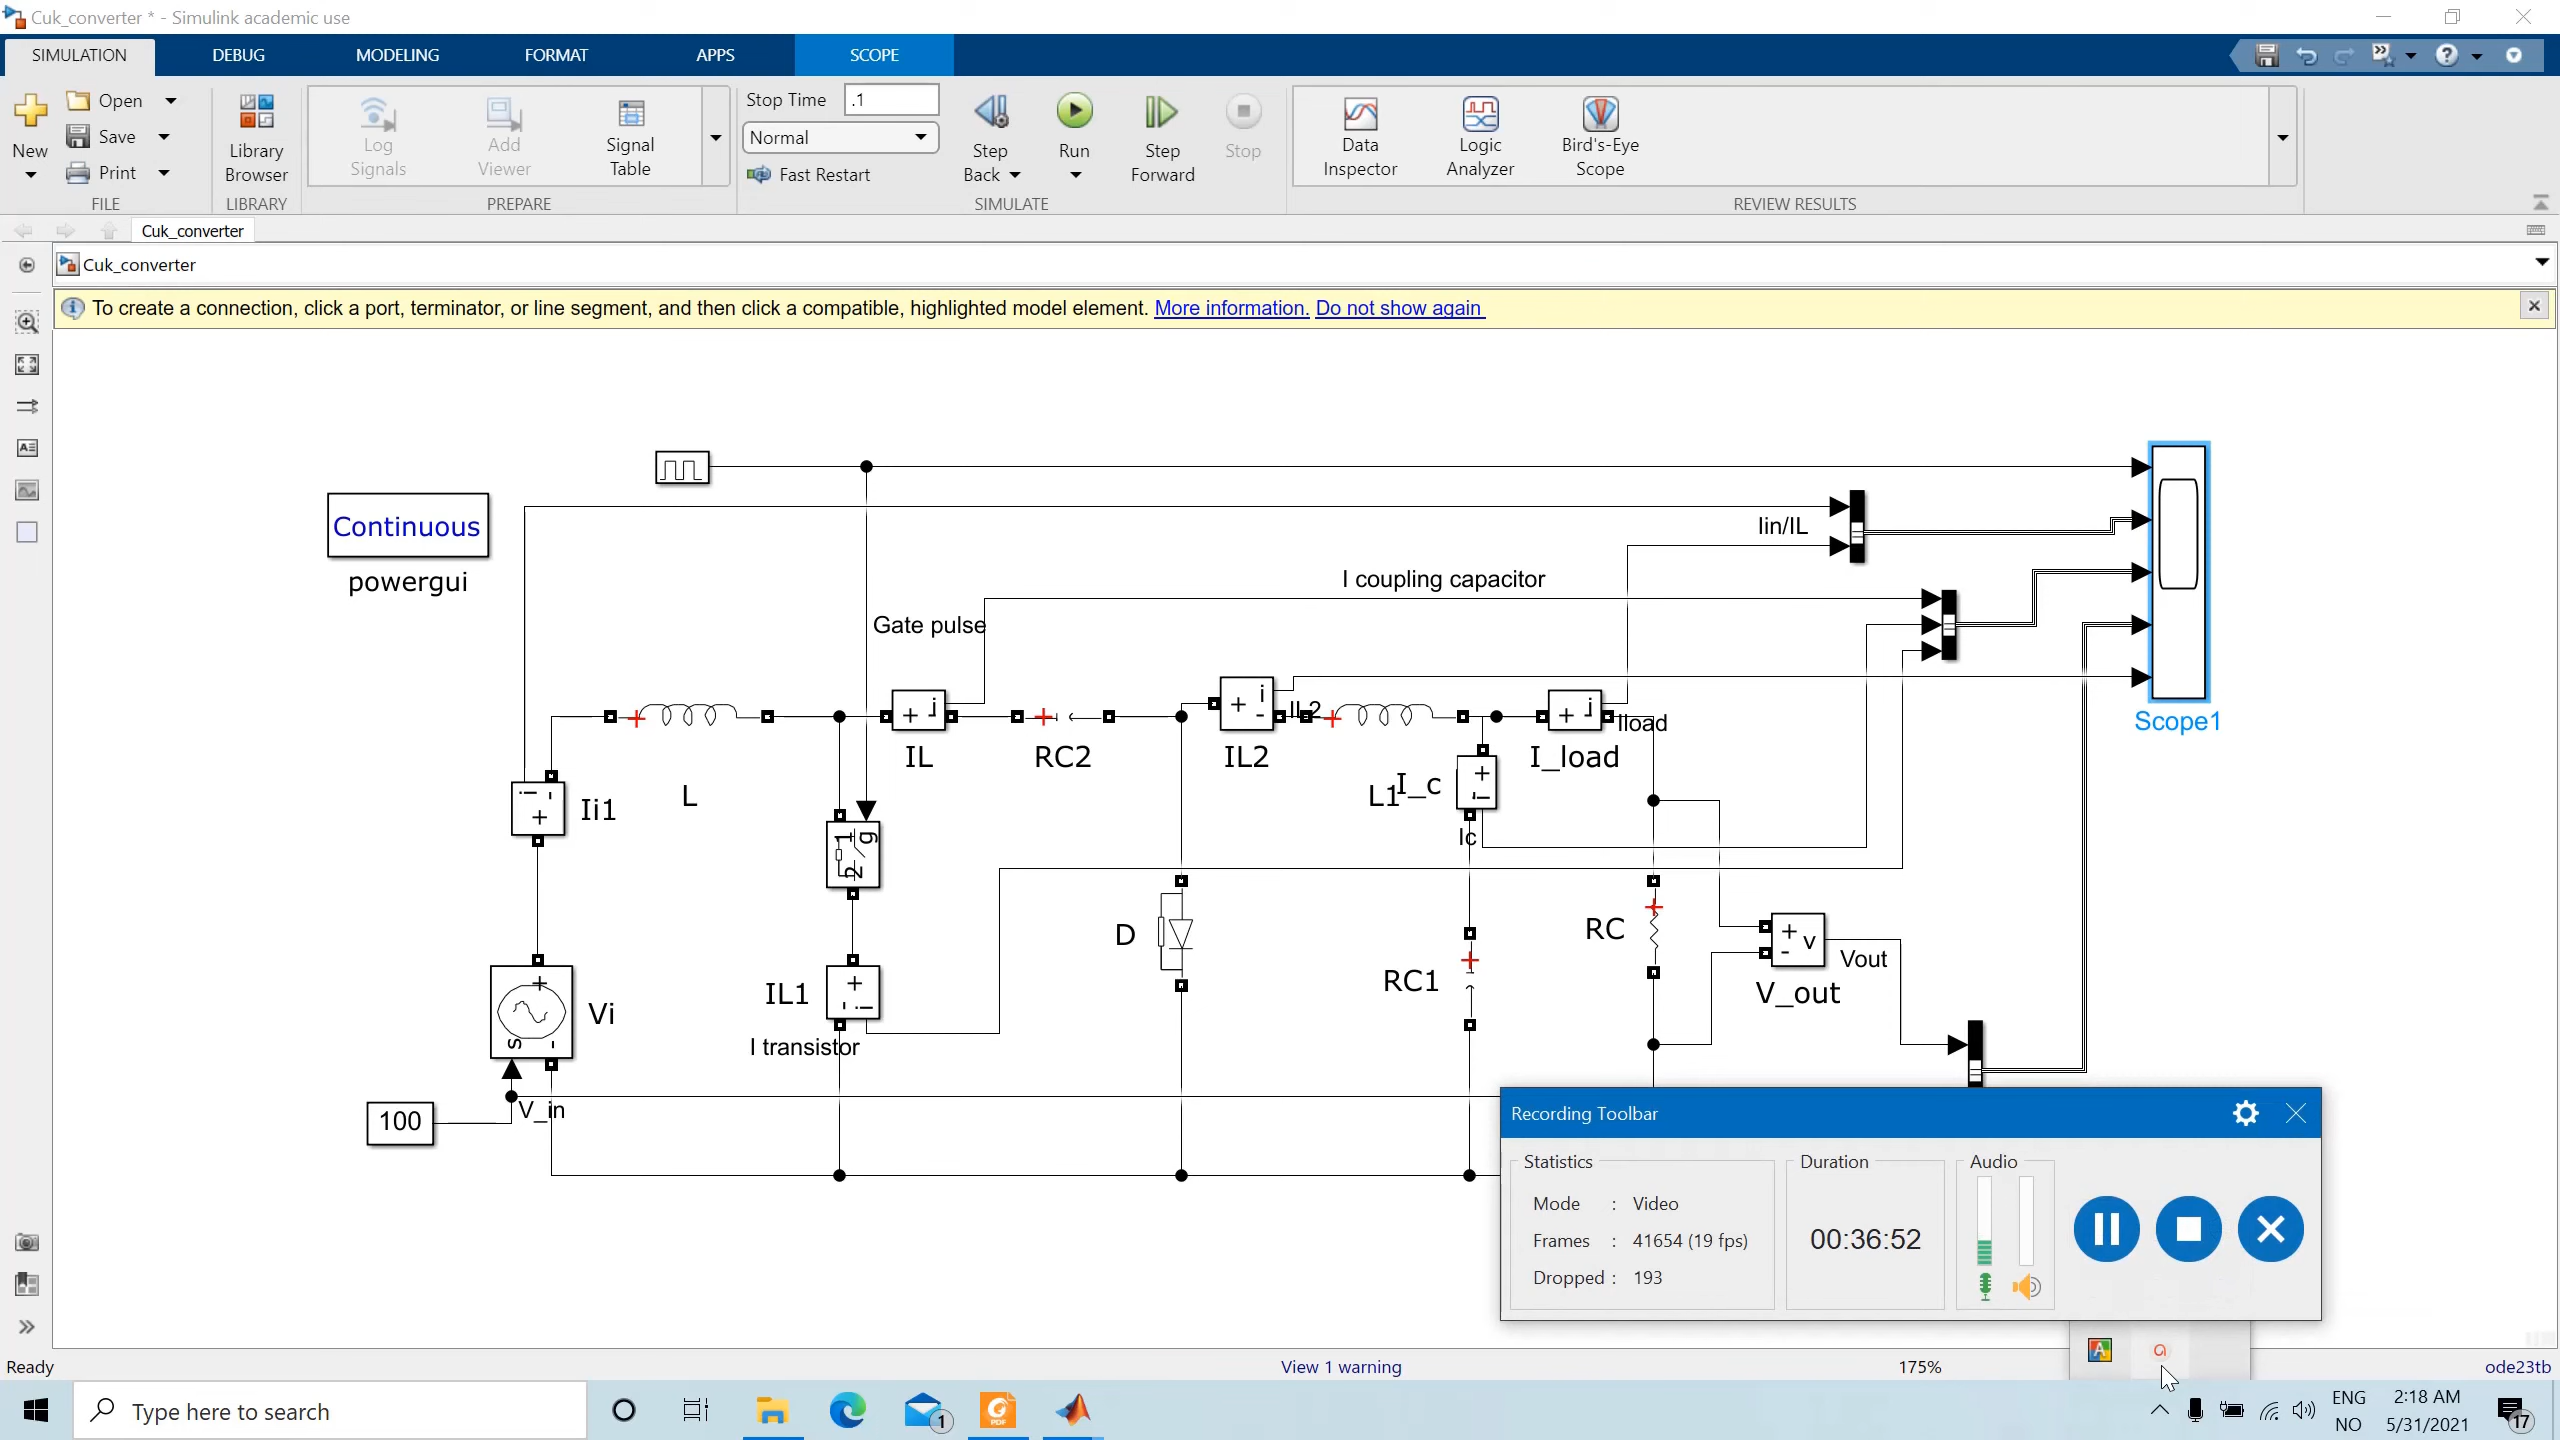 Cuk_converter * - Simulink academic use
SIMULATION DEBUG MODELING FORMAT APPS SCOPE
New
Open
Save
Print
FILE
Library Browser
LIBRARY
Log Signals
Add Viewer
Signal Table
PREPARE
Stop Time .1
Normal
Fast Restart
Step Back
Run
Step Forward
Stop
SIMULATE
Data Inspector
Logic Analyzer
Bird's-Eye Scope
REVIEW RESULTS
Cuk_converter
Cuk_converter
To create a connection, click a port, terminator, or line segment, and then click a compatible, highlighted model element. More information. Do not show again
Continuous
powergui
Iin/IL
I coupling capacitor
Gate pulse
Scope1
IL
RC2
IL2
IL2
I_load
Iload
L
Ii1
L1
I_c
Ic
1
2
g
D
RC
RC1
Vout
V_out
v
IL1
I transistor
Vi
s
100
V_in
Recording Toolbar
Statistics
Mode : Video
Frames : 41654 (19 fps)
Dropped : 193
Duration
00:36:52
Audio
Ready
View 1 warning
175%
ode23tb
Type here to search
1
PDF
ENG
NO
2:18 AM
5/31/2021
17